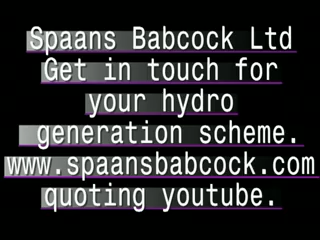 Spaans Babcock Ltd
Get in touch for
your hydro
generation scheme.
www.spaansbabcock.com
quoting youtube.